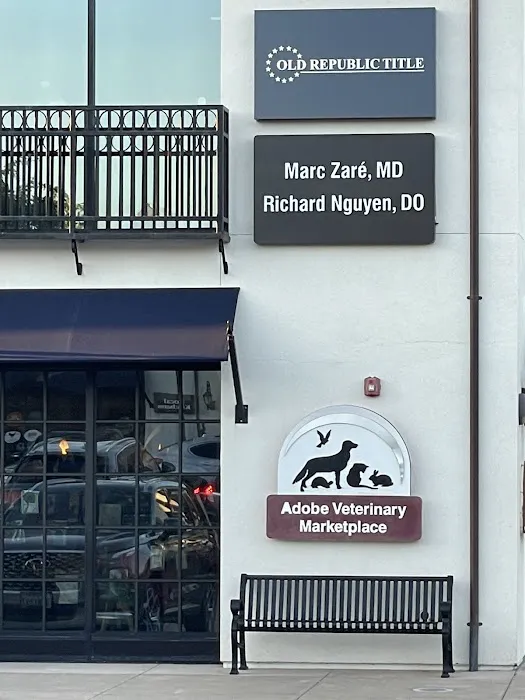 OLD REPUBLIC TITLE
Marc Zaré, MD
Richard Nguyen, DO
Adobe Veterinary
Marketplace